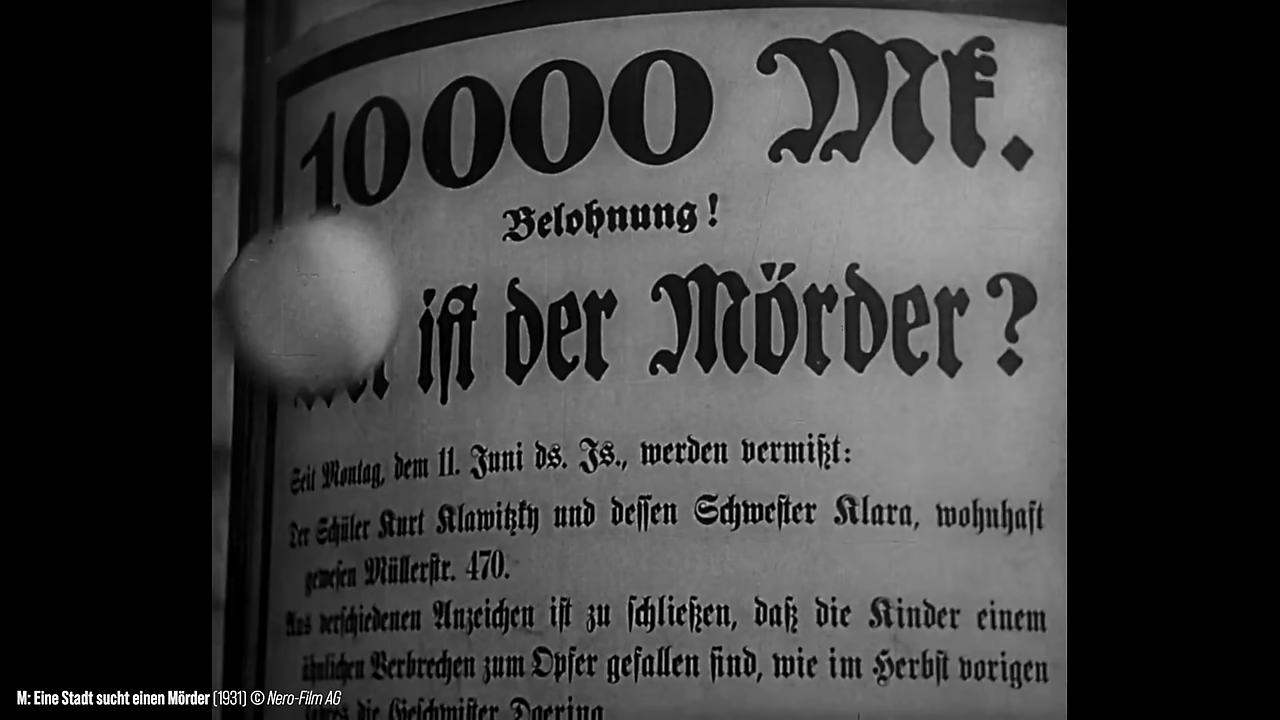 10000 Mk.
Belohnung!
ist der Mörder?
Seit Montag, dem 11. Juni ds. Js., werden vermißt:
Der Schüler Kurt Klawitzky und dessen Schwester Klara, wohnhaft
gewesen Müllerstr. 470.
Aus verschiedenen Anzeichen ist zu schließen, daß die Kinder einem
ähnlichen Verbrechen zum Opfer gefallen sind, wie im Herbst vorigen
die Geschwister Doering
M: Eine Stadt sucht einen Mörder (1931) © Nero-Film AG